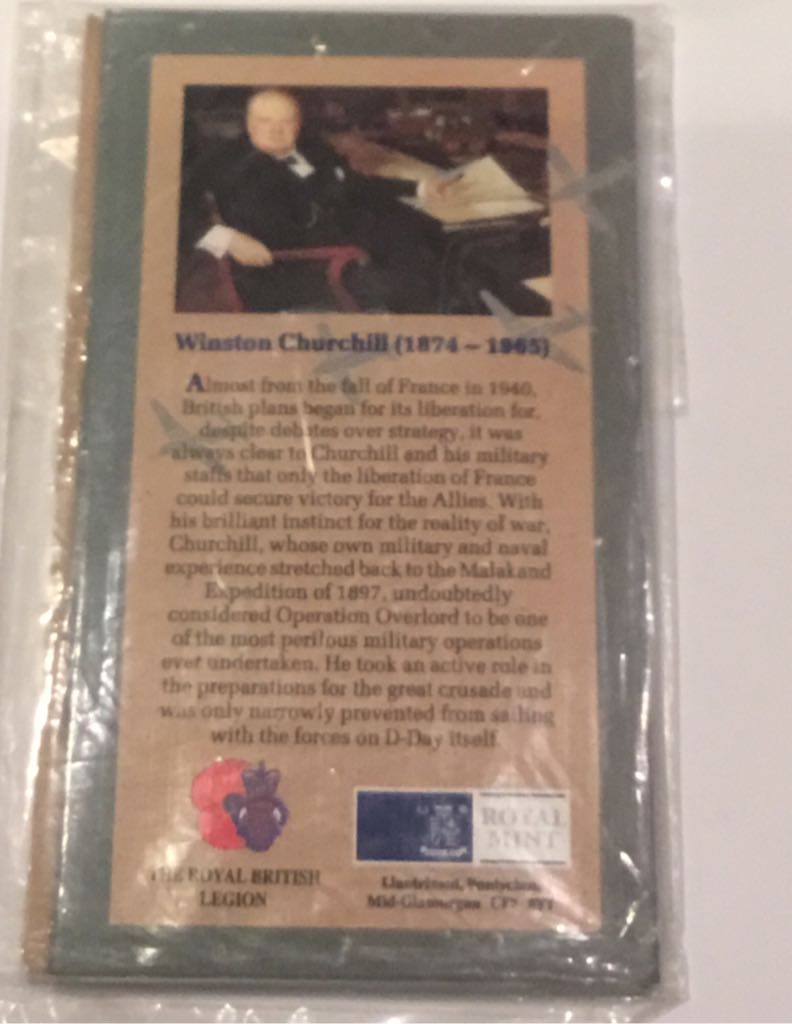 Winston Churchill (1874 – 1965)
Almost from the fall of France in 1940,
British plans began for its liberation for,
despite debates over strategy, it was
always clear to Churchill and his military
staffs that only the liberation of France
could secure victory for the Allies. With
his brilliant instinct for the reality of war,
Churchill, whose own military and naval
experience stretched back to the Malakand
Expedition of 1897, undoubtedly
considered Operation Overlord to be one
of the most perilous military operations
ever undertaken. He took an active role in
the preparations for the great crusade and
was only narrowly prevented from sailing
with the forces on D-Day itself.
THE ROYAL BRITISH
LEGION
ROYAL
MINT
Llantrisant, Pontyclun,
Mid-Glamorgan CF7 8YT